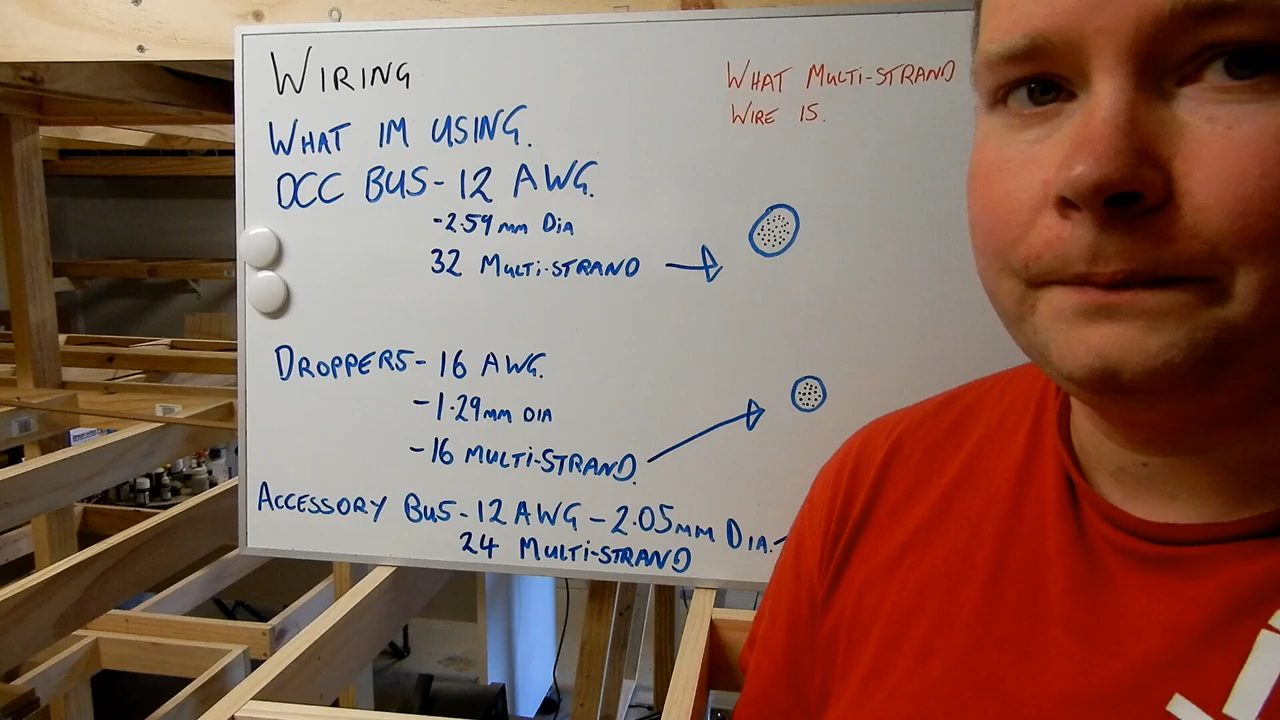 WIRING
WHAT IM USING.
DCC BUS - 12 AWG.
- 2.59mm DIA
32 MULTI-STRAND
DROPPERS - 16 AWG.
- 1.29mm DIA
- 16 MULTI-STRAND.
ACCESSORY BUS - 12 AWG - 2.05mm DIA.
24 MULTI-STRAND
WHAT MULTI-STRAND
WIRE IS.